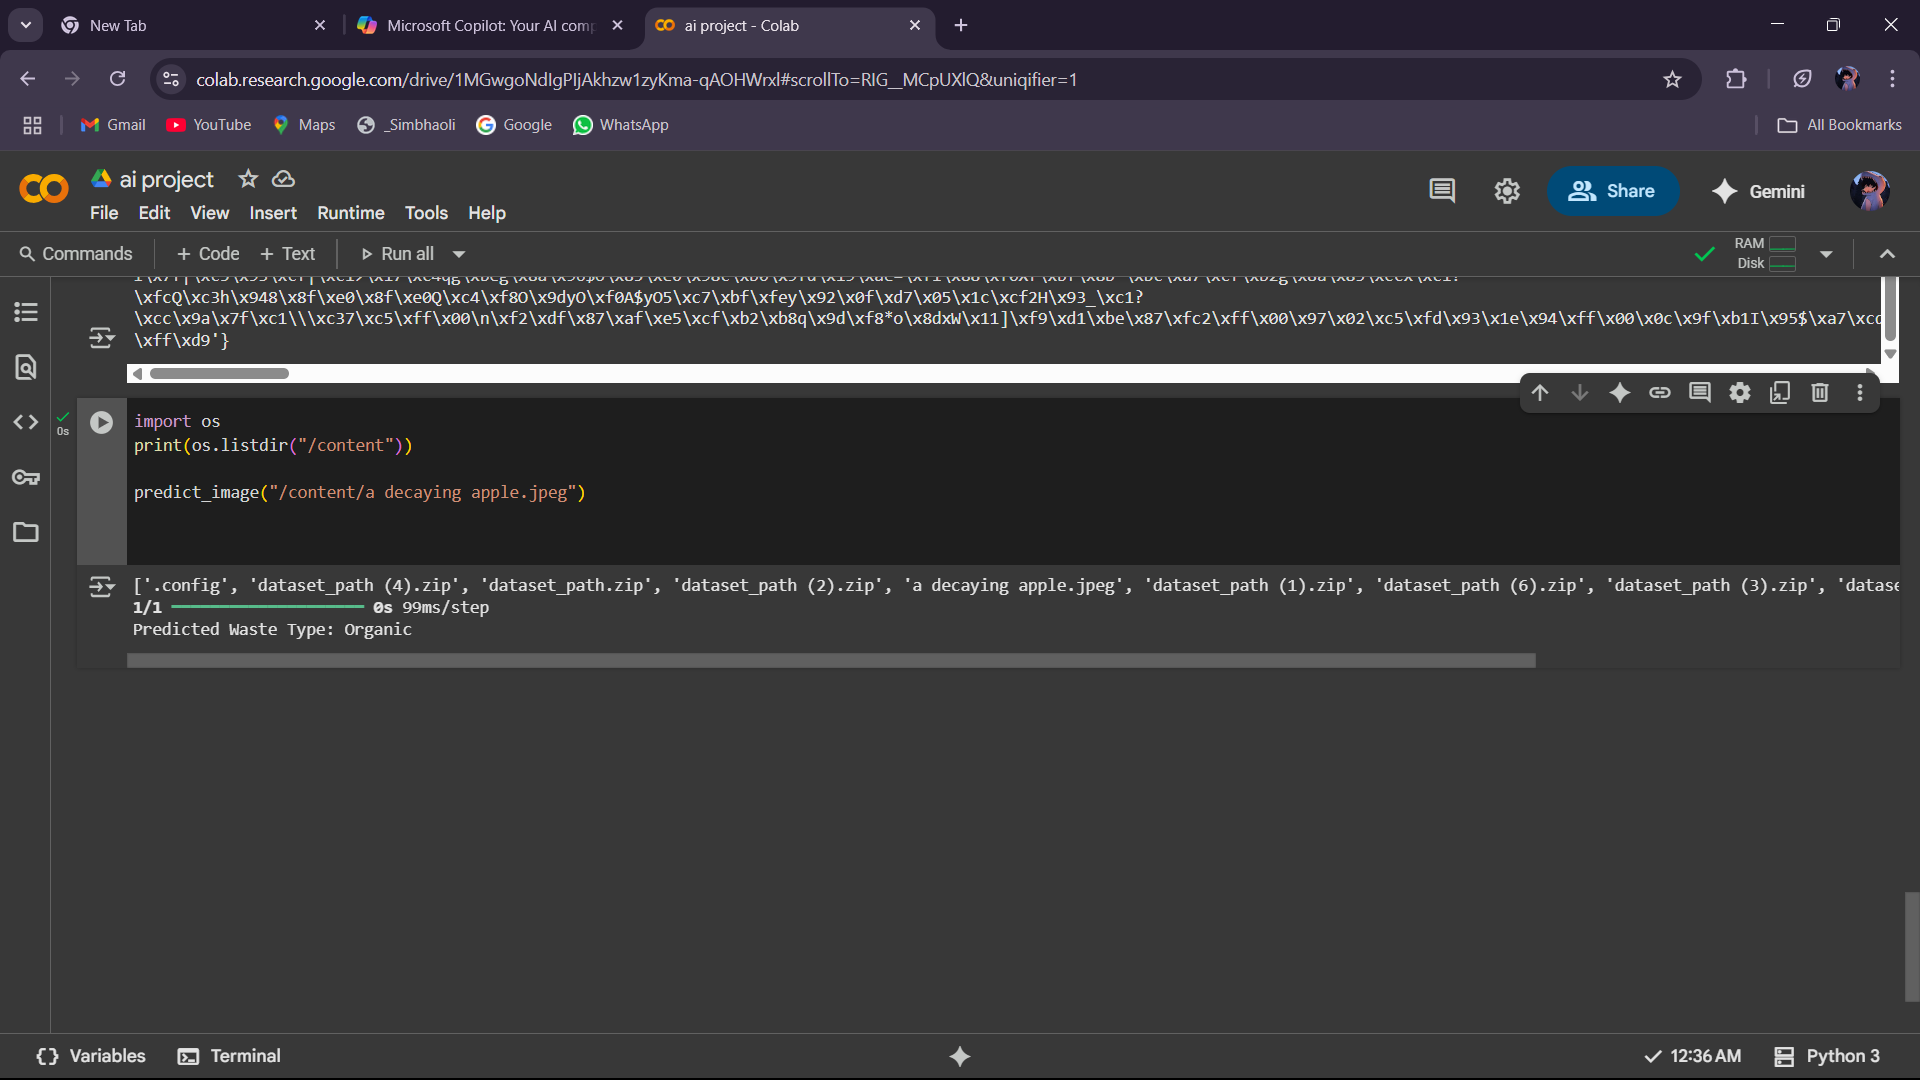 New Tab
Microsoft Copilot: Your AI comp
ai project - Colab
colab.research.google.com/drive/1MGwgoNdIgPIjAkhzw1zyKma-qAOHWrxl#scrollTo=RIG__MCpUXlQ&uniqifier=1
Gmail YouTube Maps _Simbhaoli Google WhatsApp All Bookmarks
ai project
File Edit View Insert Runtime Tools Help
Share Gemini
Commands + Code + Text Run all
RAM
Disk
\xfcQ\xc3h\x948\x8f\xe0\x8f\xe0Q\xc4\xf8O\x9dyO\xf0A$yO5\xc7\xbf\xfey\x92\x0f\xd7\x05\x1c\xcf2H\x93_\xc1?
\xcc\x9a\x7f\xc1\\\xc37\xc5\xff\x00\n\xf2\xdf\x87\xaf\xe5\xcf\xb2\xb8q\x9d\xf8*o\x8dxW\x11]\xf9\xd1\xbe\x87\xfc2\xff\x00\x97\x02\xc5\xfd\x93\x1e\x94\xff\x00\x0c\x9f\xb1I\x95$\xa7\xcd
\xff\xd9'}
0s
import os
print(os.listdir("/content"))
predict_image("/content/a decaying apple.jpeg")
['.config', 'dataset_path (4).zip', 'dataset_path.zip', 'dataset_path (2).zip', 'a decaying apple.jpeg', 'dataset_path (1).zip', 'dataset_path (6).zip', 'dataset_path (3).zip', 'datase
1/1 0s 99ms/step
Predicted Waste Type: Organic
Variables Terminal 12:36 AM Python 3